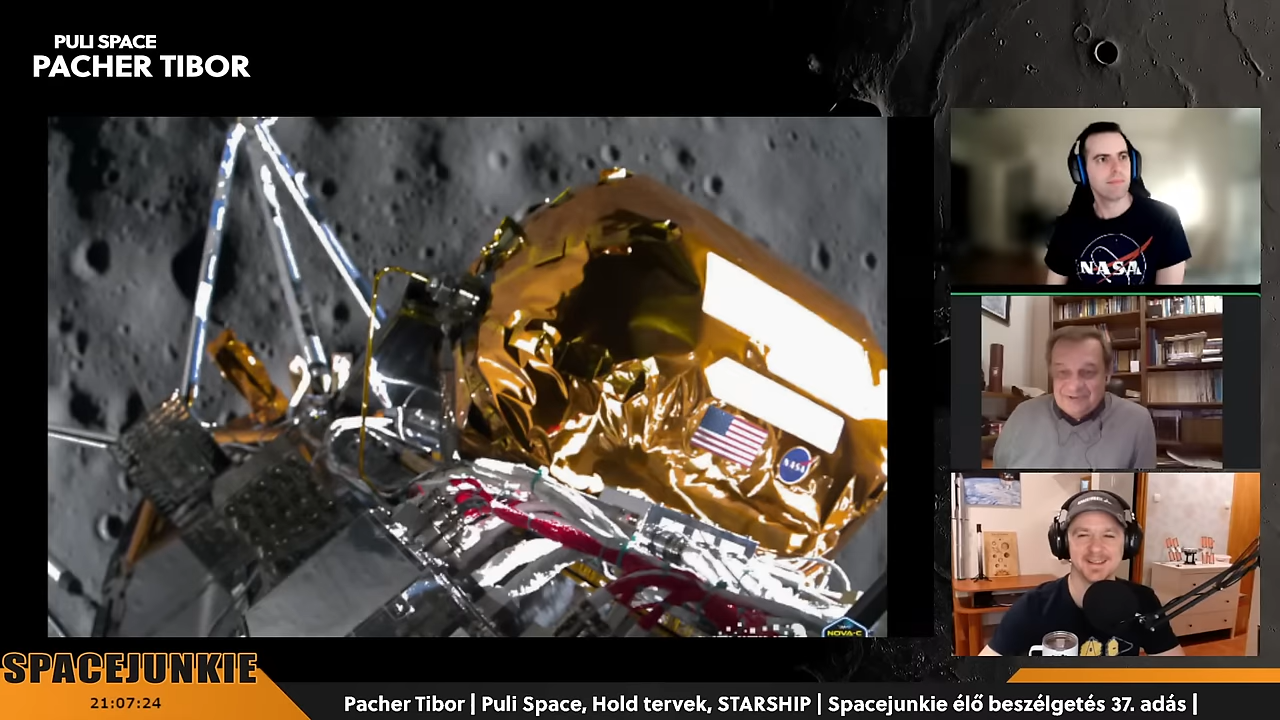 PULI SPACE
PACHER TIBOR
NASA
NASA
NOVA-C
SPACEJUNKIE
21:07:24
Pacher Tibor | Puli Space, Hold tervek, STARSHIP | Spacejunkie élő beszélgetés 37. adás |